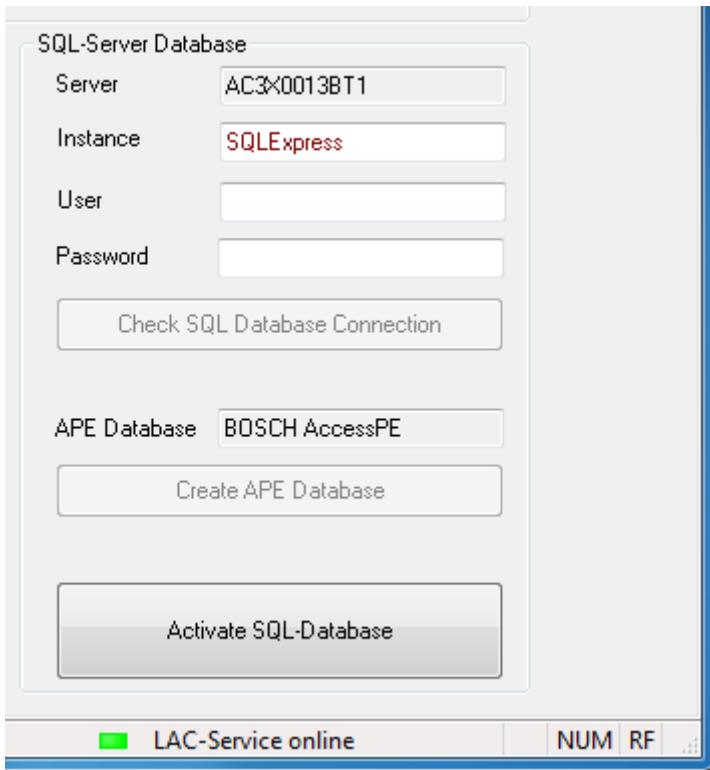 SQL-Server Database
Server AC3X0013BT1
Instance SQLExpress
User
Password
Check SQL Database Connection
APE Database BOSCH AccessPE
Create APE Database
Activate SQL-Database
LAC-Service online NUM RF